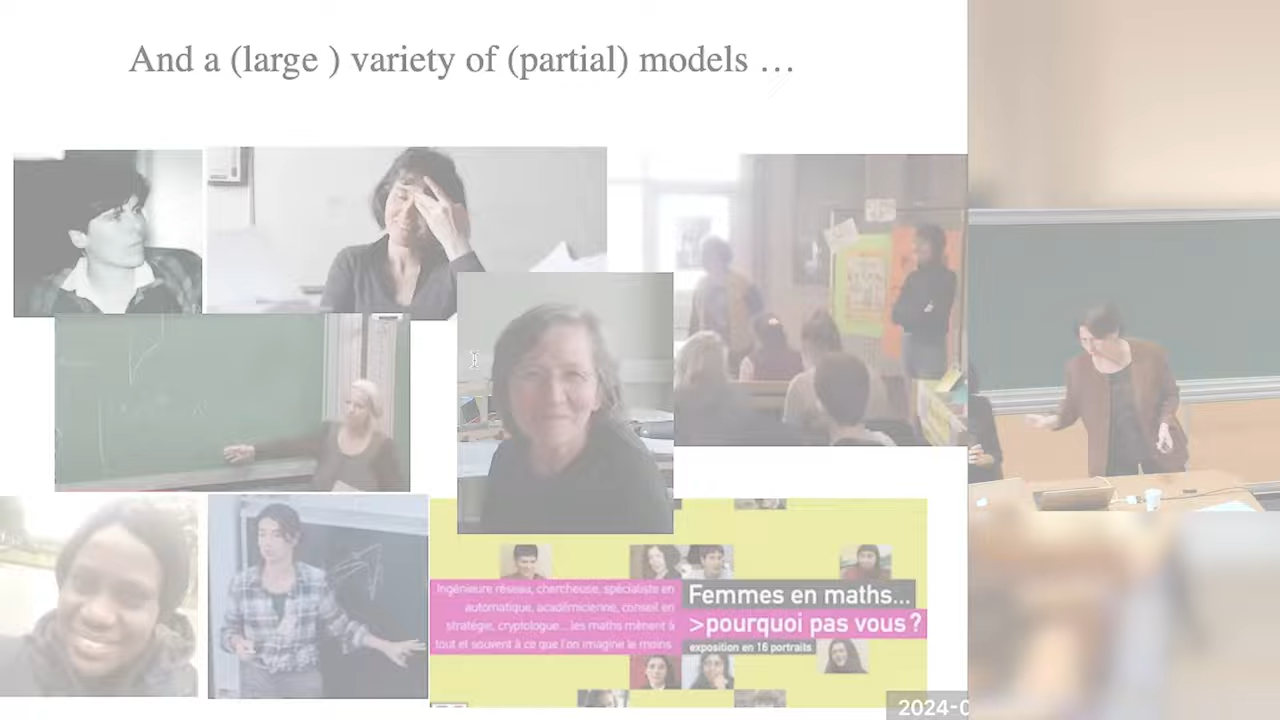 And a (large ) variety of (partial) models …
Ingénieure réseau, chercheuse, spécialiste en
automatique, académicienne, conseil en
stratégie, cryptologue... les maths mènent à
tout et souvent à ce que l'on imagine le moins
Femmes en maths...
>pourquoi pas vous ?
exposition en 16 portraits
2024-0